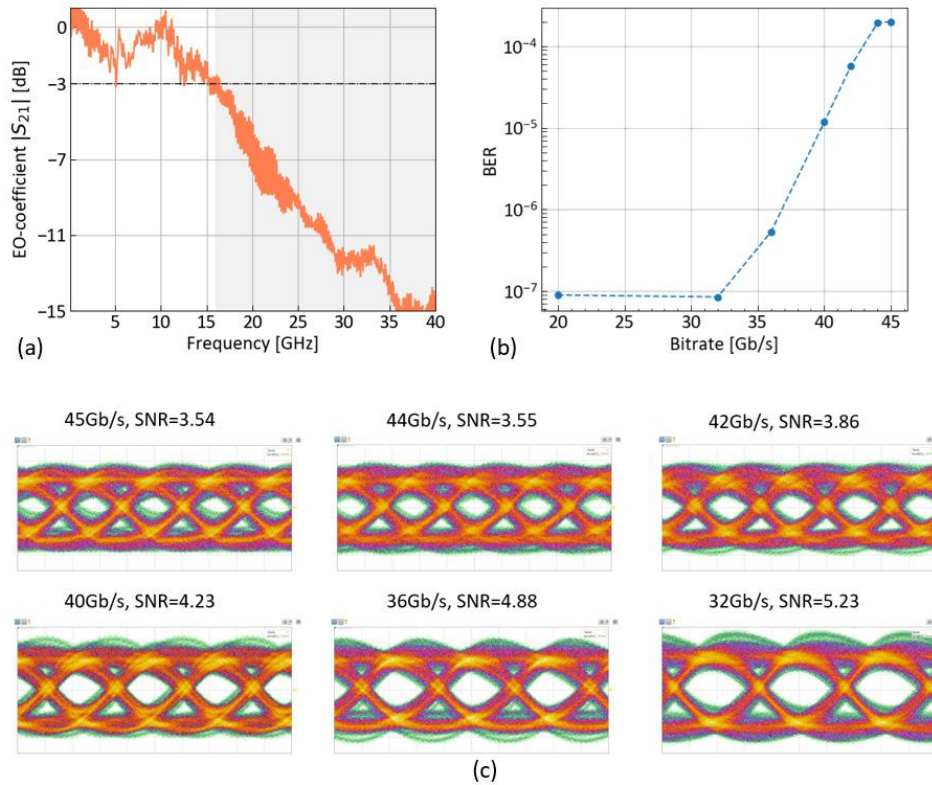 0
−3
−7
−11
−15
EO-coefficient |S21| [dB]
5 10 15 20 25 30 35 40
Frequency [GHz]
(a)
10⁻⁴
10⁻⁵
10⁻⁶
10⁻⁷
BER
20 25 30 35 40 45
Bitrate [Gb/s]
(b)
45Gb/s, SNR=3.54
44Gb/s, SNR=3.55
42Gb/s, SNR=3.86
40Gb/s, SNR=4.23
36Gb/s, SNR=4.88
32Gb/s, SNR=5.23
(c)